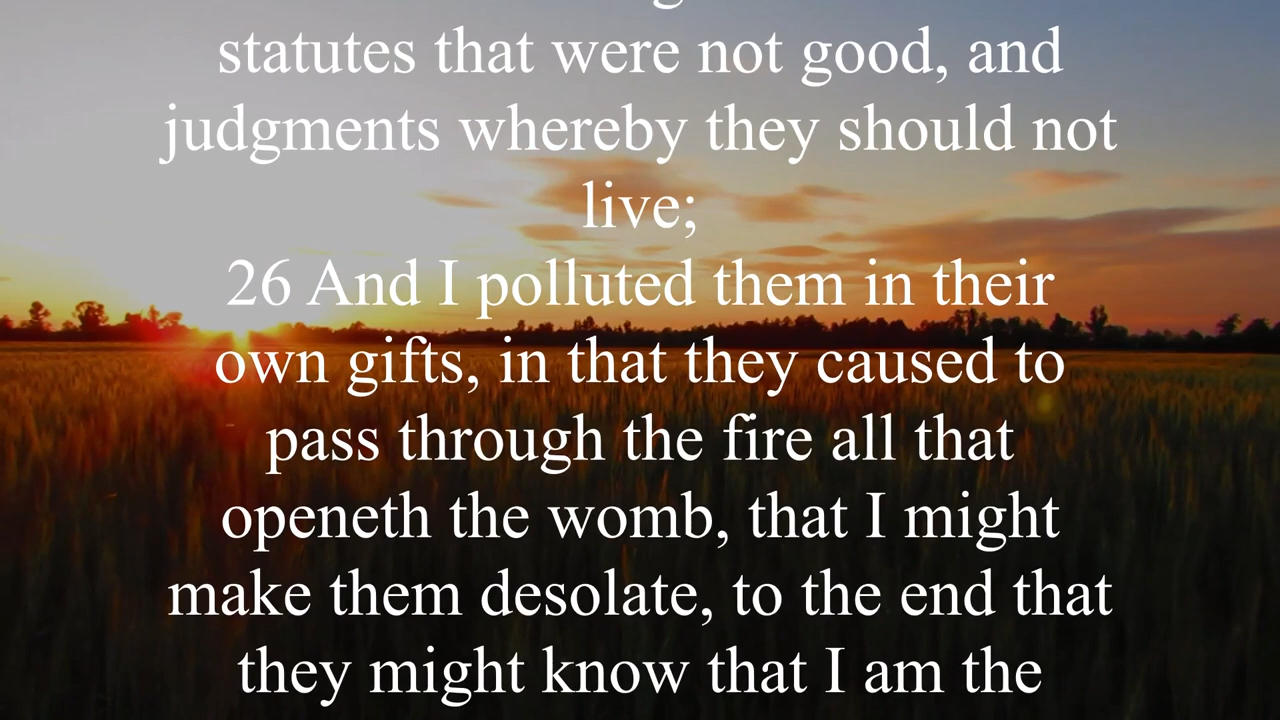 statutes that were not good, and
judgments whereby they should not
live;
26 And I polluted them in their
own gifts, in that they caused to
pass through the fire all that
openeth the womb, that I might
make them desolate, to the end that
they might know that I am the